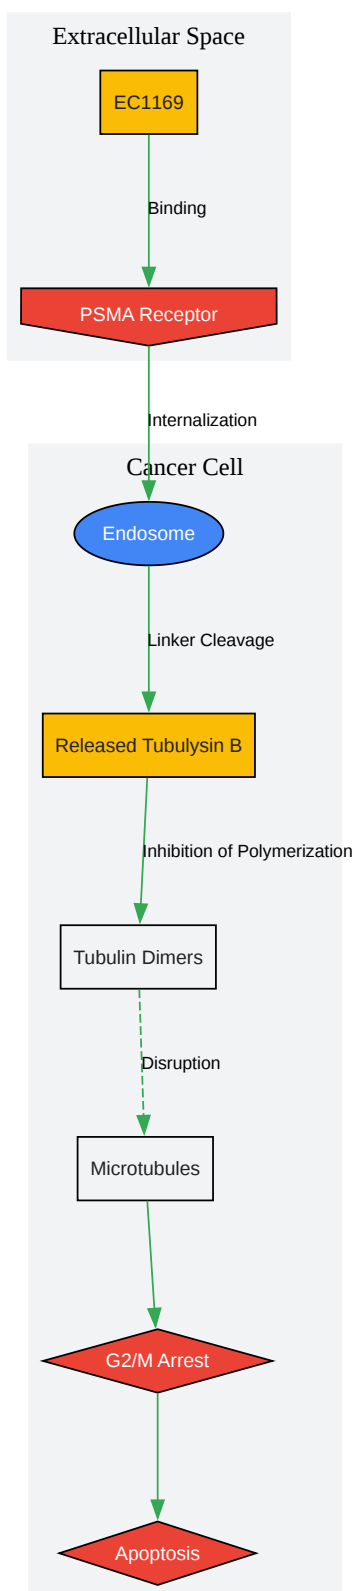 Extracellular Space
EC1169
Binding
PSMA Receptor
Internalization
Cancer Cell
Endosome
Linker Cleavage
Released Tubulysin B
Inhibition of Polymerization
Tubulin Dimers
Disruption
Microtubules
G2/M Arrest
Apoptosis